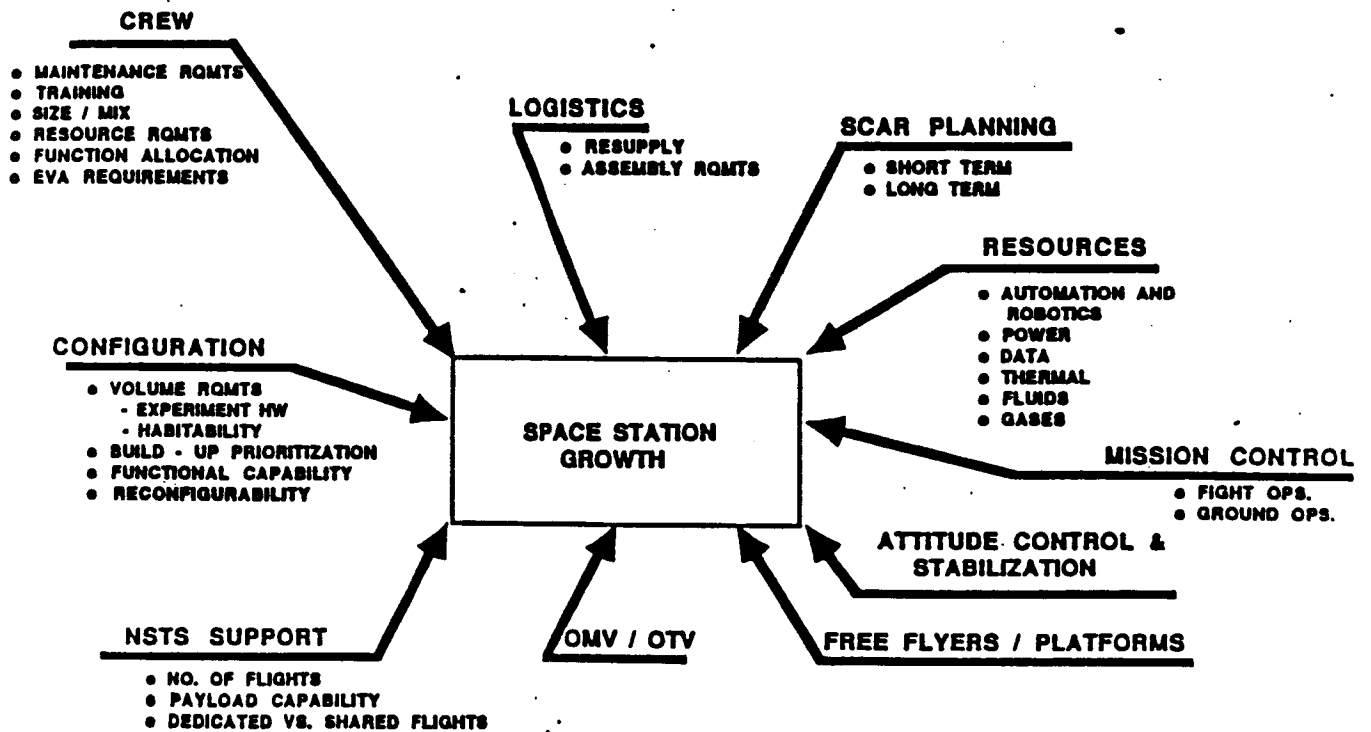 CREW
● MAINTENANCE RQMTS
● TRAINING
● SIZE / MIX
● RESOURCE RQMTS
● FUNCTION ALLOCATION
● EVA REQUIREMENTS
LOGISTICS
● RESUPPLY
● ASSEMBLY RQMTS
SCAR PLANNING
● SHORT TERM
● LONG TERM
RESOURCES
● AUTOMATION AND
ROBOTICS
● POWER
● DATA
● THERMAL
● FLUIDS
● GASES
CONFIGURATION
● VOLUME RQMTS
- EXPERIMENT HW
- HABITABILITY
● BUILD - UP PRIORITIZATION
● FUNCTIONAL CAPABILITY
● RECONFIGURABILITY
SPACE STATION
GROWTH
MISSION CONTROL
● FIGHT OPS.
● GROUND OPS.
ATTITUDE CONTROL &
STABILIZATION
NSTS SUPPORT
● NO. OF FLIGHTS
● PAYLOAD CAPABILITY
● DEDICATED VS. SHARED FLIGHTS
OMV / OTV
FREE FLYERS / PLATFORMS